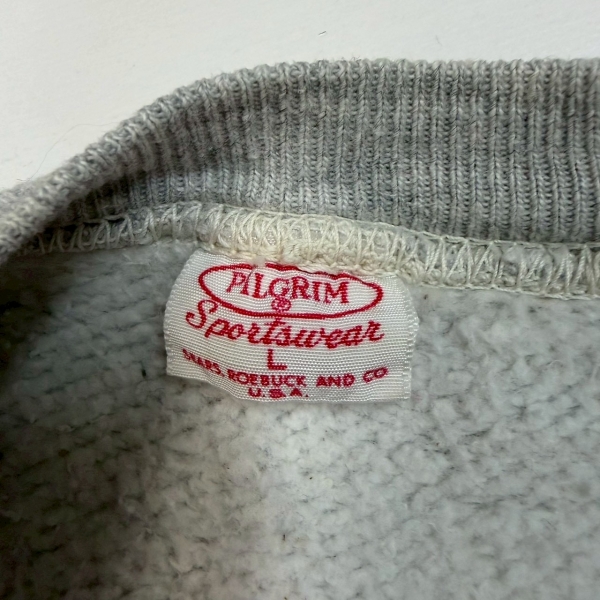 PILGRIM
®
Sportswear
L
SEARS, ROEBUCK AND CO
U.S.A.